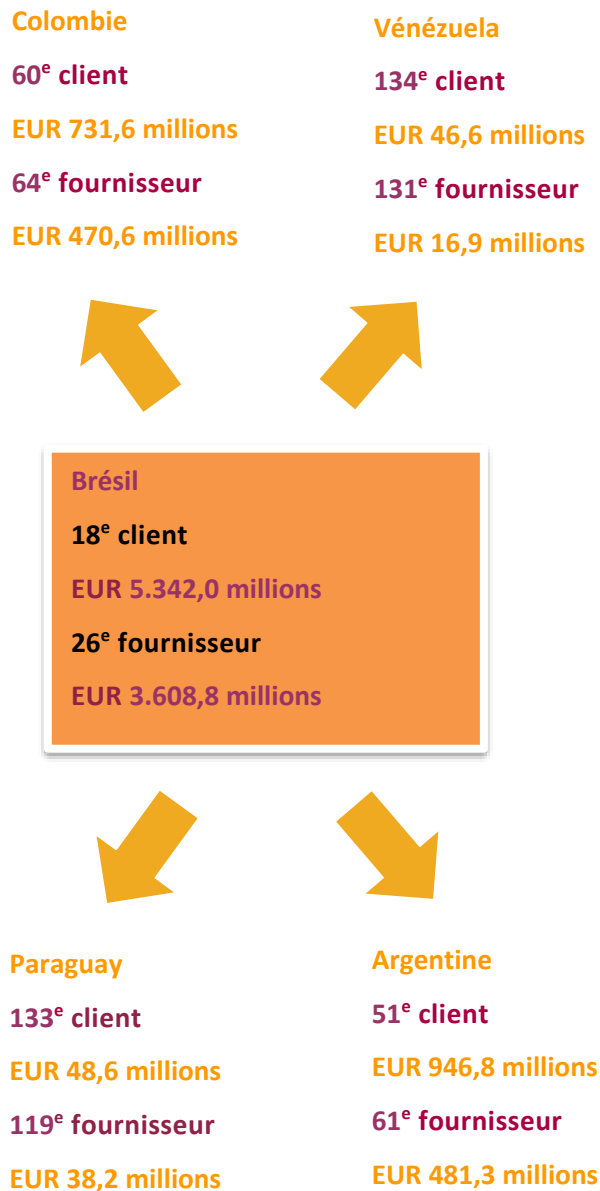 Colombie
60e client
EUR 731,6 millions
64e fournisseur
EUR 470,6 millions
Vénézuela
134e client
EUR 46,6 millions
131e fournisseur
EUR 16,9 millions
Brésil
18e client
EUR 5.342,0 millions
26e fournisseur
EUR 3.608,8 millions
Paraguay
133e client
EUR 48,6 millions
119e fournisseur
EUR 38,2 millions
Argentine
51e client
EUR 946,8 millions
61e fournisseur
EUR 481,3 millions